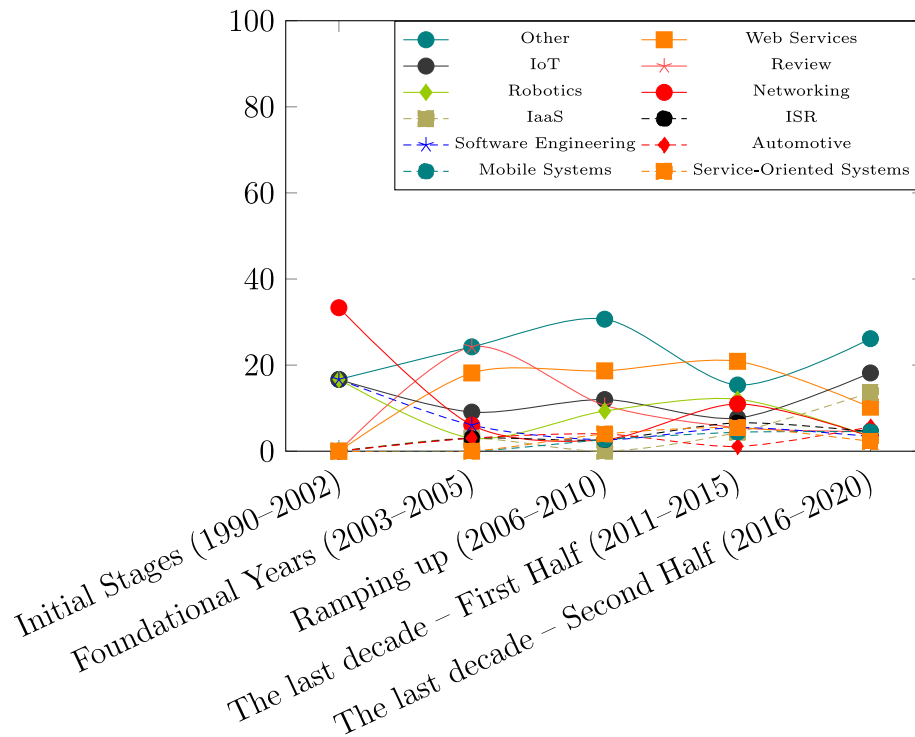 100
80
60
40
20
0
Other
Web Services
IoT
Review
Robotics
Networking
IaaS
ISR
Software Engineering
Automotive
Mobile Systems
Service-Oriented Systems
Initial Stages (1990–2002)
Foundational Years (2003–2005)
Ramping up (2006–2010)
The last decade – First Half (2011–2015)
The last decade – Second Half (2016–2020)